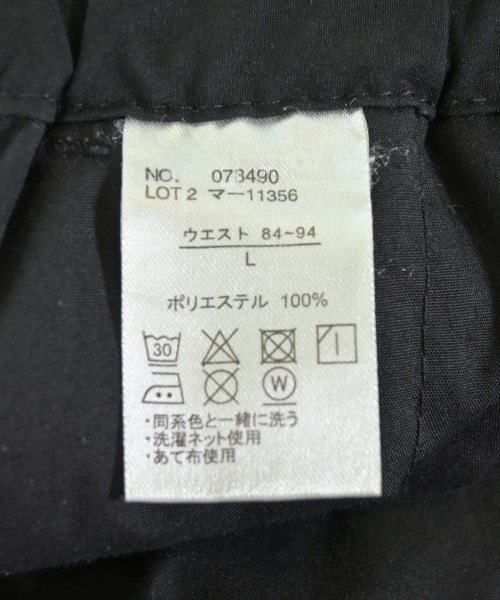 NO. 073490
LOT 2 マー11356
ウエスト 84~94
L
ポリエステル 100%
30
W
・同系色と一緒に洗う
・洗濯ネット使用
・あて布使用